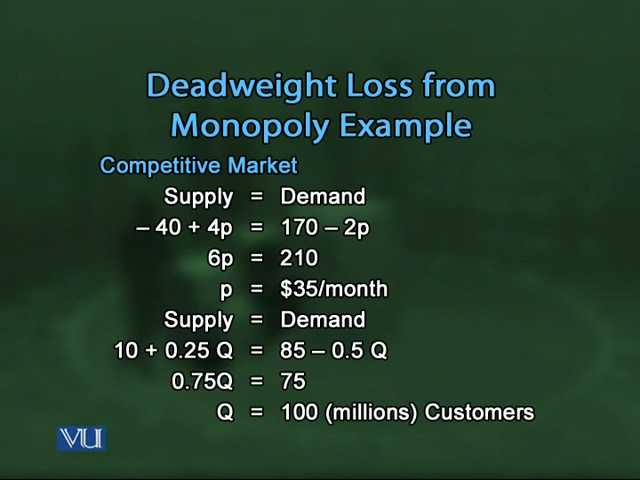 Deadweight Loss from
Monopoly Example
Competitive Market
Supply = Demand
– 40 + 4p = 170 – 2p
6p = 210
p = $35/month
Supply = Demand
10 + 0.25 Q = 85 – 0.5 Q
0.75Q = 75
Q = 100 (millions) Customers
VU